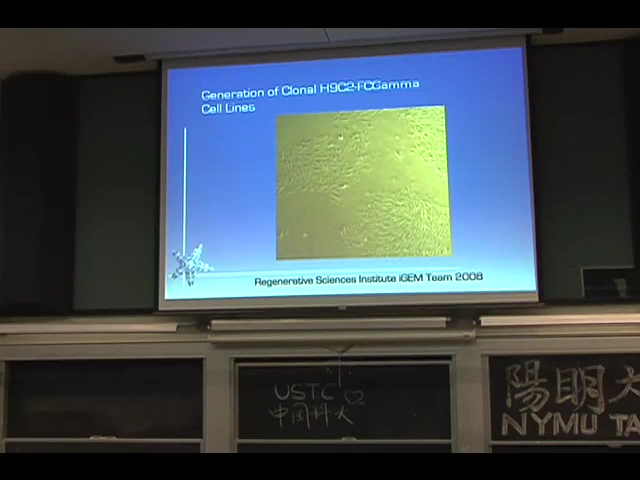 Generation of Clonal H9C2-FCGamma
Cell Lines
Regenerative Sciences Institute iGEM Team 2008
USTC
中国科大
陽明大
NYMU TA